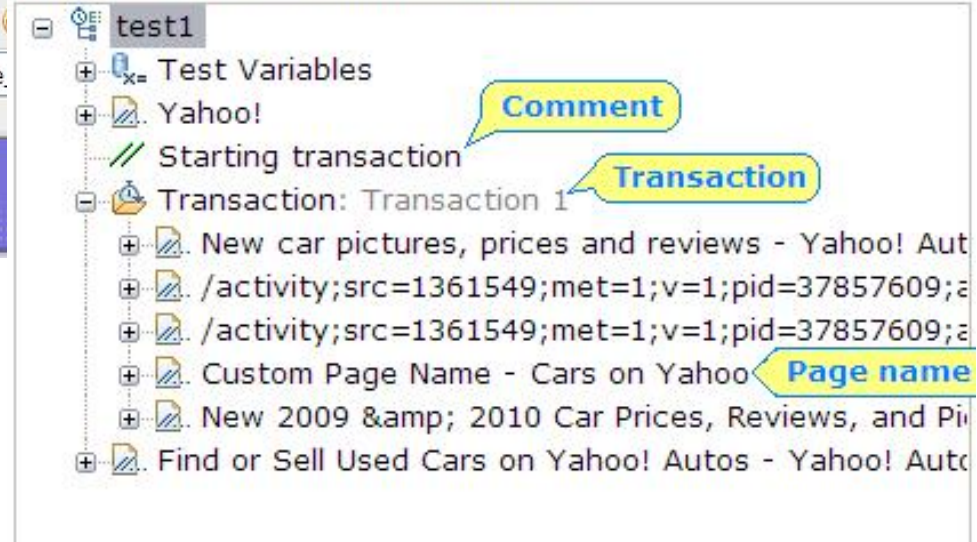 test1
Test Variables
Yahoo!
Comment
Starting transaction
Transaction
Transaction: Transaction 1
New car pictures, prices and reviews - Yahoo! Aut
/activity;src=1361549;met=1;v=1;pid=37857609;a
/activity;src=1361549;met=1;v=1;pid=37857609;a
Custom Page Name - Cars on Yahoo Page name
New 2009 &amp; 2010 Car Prices, Reviews, and Pi
Find or Sell Used Cars on Yahoo! Autos - Yahoo! Auto